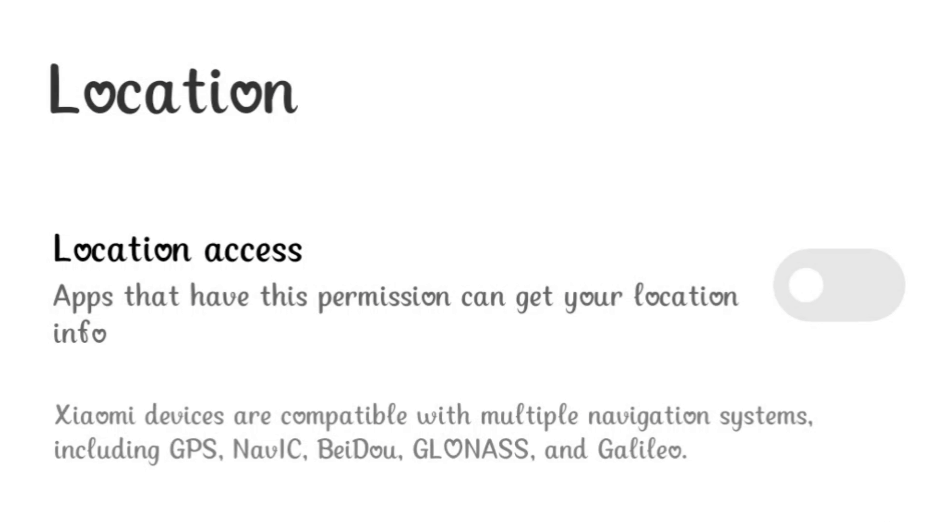 Location
Location access
Apps that have this permission can get your location
info
Xiaomi devices are compatible with multiple navigation systems,
including GPS, NavIC, BeiDou, GLONASS, and Galileo.